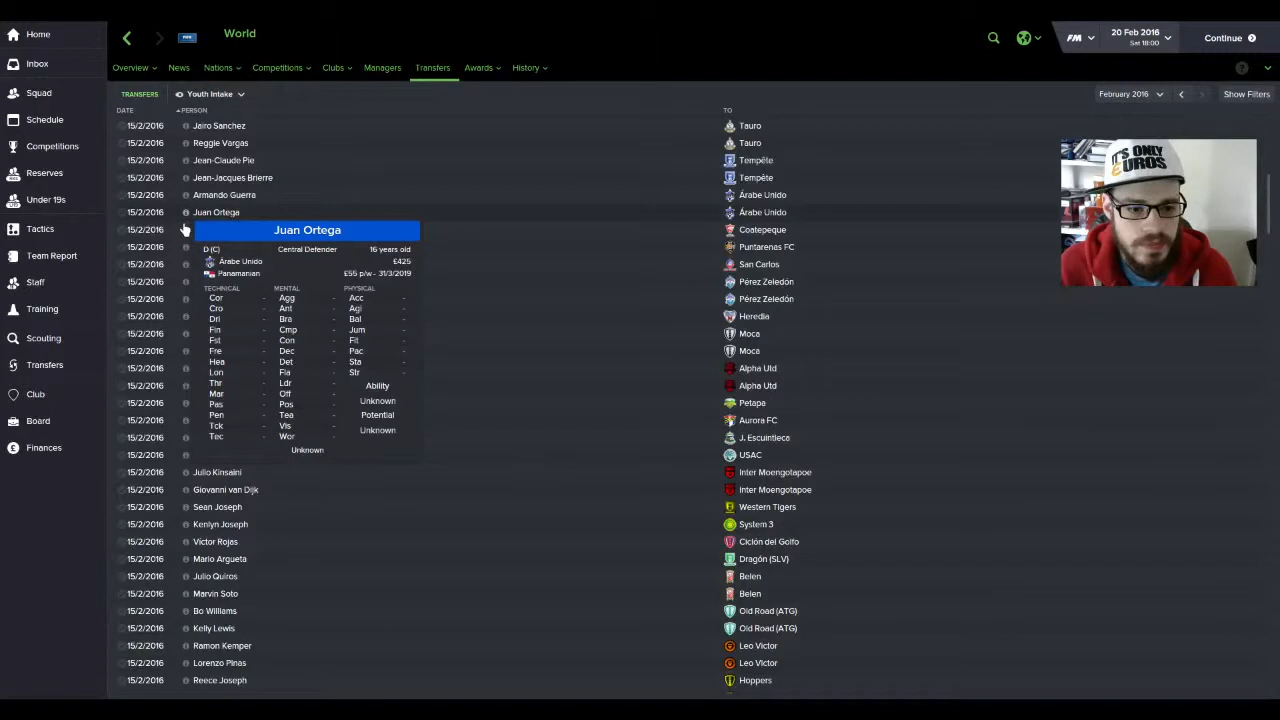 Home
Inbox
Squad
Schedule
Competitions
Reserves
Under 19s
Tactics
Team Report
Staff
Training
Scouting
Transfers
Club
Board
Finances
World
FM
20 Feb 2016
Sat 18:00
Continue
Overview News Nations Competitions Clubs Managers Transfers Awards History
TRANSFERS Youth Intake
February 2016 Show Filters
DATE PERSON TO
15/2/2016 Jairo Sanchez Tauro
15/2/2016 Reggie Vargas Tauro
15/2/2016 Jean-Claude Pie Tempête
15/2/2016 Jean-Jacques Brierre Tempête
15/2/2016 Armando Guerra Árabe Unido
15/2/2016 Juan Ortega Árabe Unido
15/2/2016 Coatepeque
15/2/2016 Puntarenas FC
15/2/2016 San Carlos
15/2/2016 Pérez Zeledón
15/2/2016 Pérez Zeledón
15/2/2016 Heredia
15/2/2016 Moca
15/2/2016 Moca
15/2/2016 Alpha Utd
15/2/2016 Alpha Utd
15/2/2016 Petapa
15/2/2016 Aurora FC
15/2/2016 J. Escuintleca
15/2/2016 USAC
15/2/2016 Julio Kinsaini Inter Moengotapoe
15/2/2016 Giovanni van Dijk Inter Moengotapoe
15/2/2016 Sean Joseph Western Tigers
15/2/2016 Kenlyn Joseph System 3
15/2/2016 Víctor Rojas Ciclón del Golfo
15/2/2016 Mario Argueta Dragón (SLV)
15/2/2016 Julio Quiros Belen
15/2/2016 Marvin Soto Belen
15/2/2016 Bo Williams Old Road (ATG)
15/2/2016 Kelly Lewis Old Road (ATG)
15/2/2016 Ramon Kemper Leo Victor
15/2/2016 Lorenzo Pinas Leo Victor
15/2/2016 Reece Joseph Hoppers
Juan Ortega
D (C) Central Defender 16 years old
Árabe Unido £425
Panamanian £55 p/w - 31/3/2019
TECHNICAL MENTAL PHYSICAL
Cor - Agg - Acc -
Cro - Ant - Agi -
Dri - Bra - Bal -
Fin - Cmp - Jum -
Fst - Con - Fit -
Fre - Dec - Pac -
Hea - Det - Sta -
Lon - Fla - Str -
Thr - Ldr - Ability
Mar - Off - Unknown
Pas - Pos -
Pen - Tea - Potential
Tck - Vis - Unknown
Tec - Wor -
Unknown
IT'S ONLY
EUROS